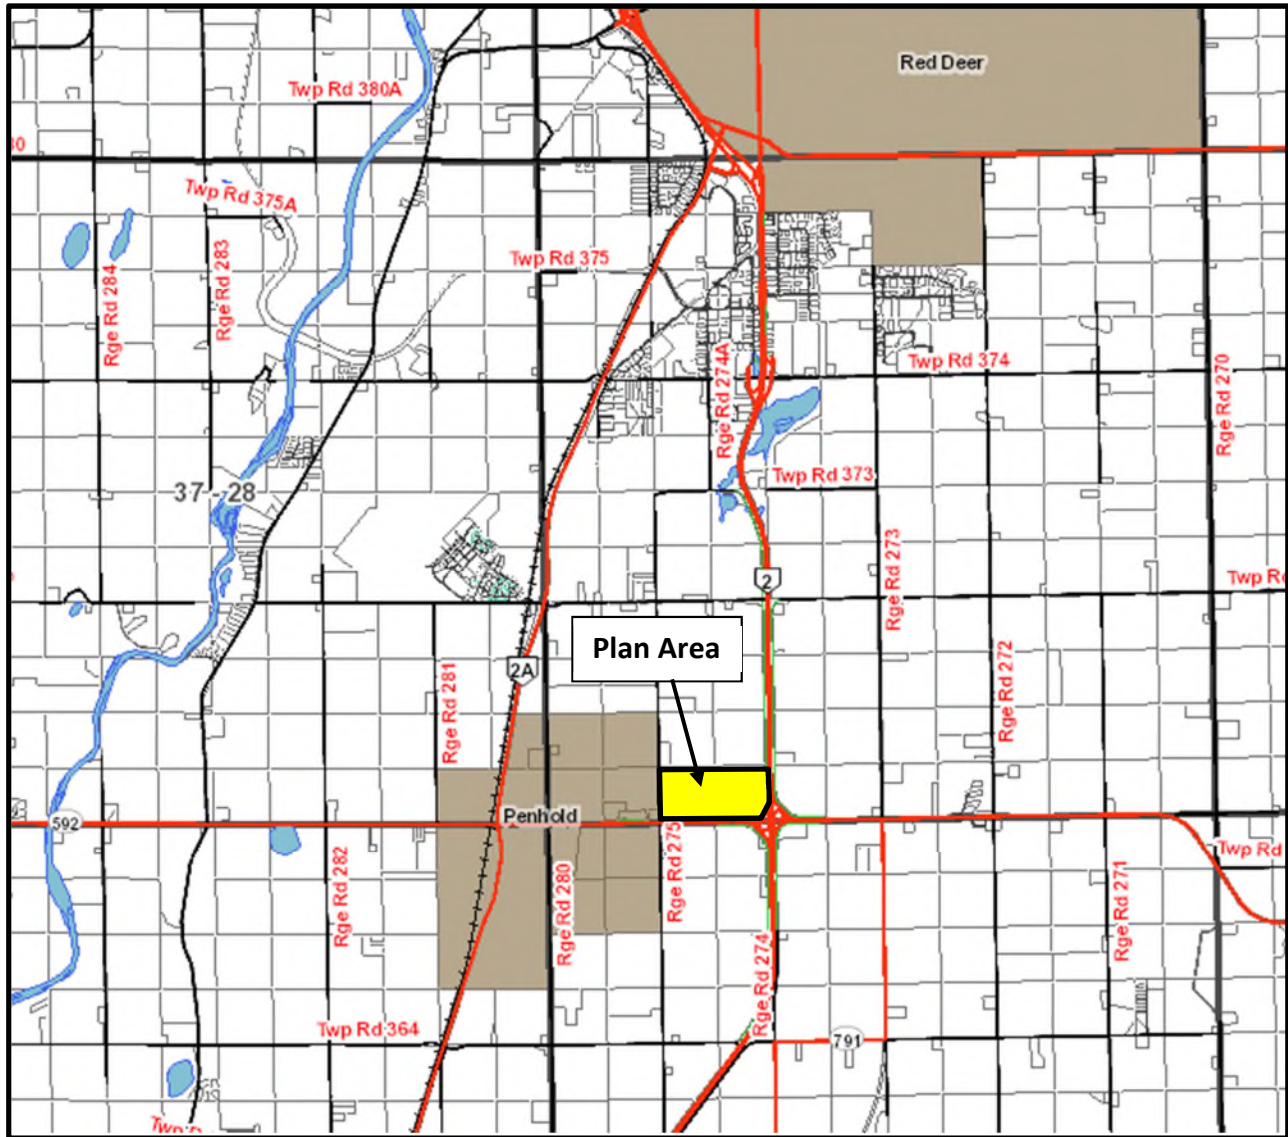 Red Deer
Twp Rd 380A
Twp Rd 375A
Twp Rd 375
Rge Rd 284
Rge Rd 283
Rge Rd 274A
Twp Rd 374
Rge Rd 270
Twp Rd 373
37 - 28
Rge Rd 273
2
Twp R
Plan Area
2A
Rge Rd 281
Rge Rd 272
Penhold
592
Rge Rd 275
Twp Rd
Rge Rd 282
Rge Rd 280
Rge Rd 271
Rge Rd 274
Twp Rd 364
791